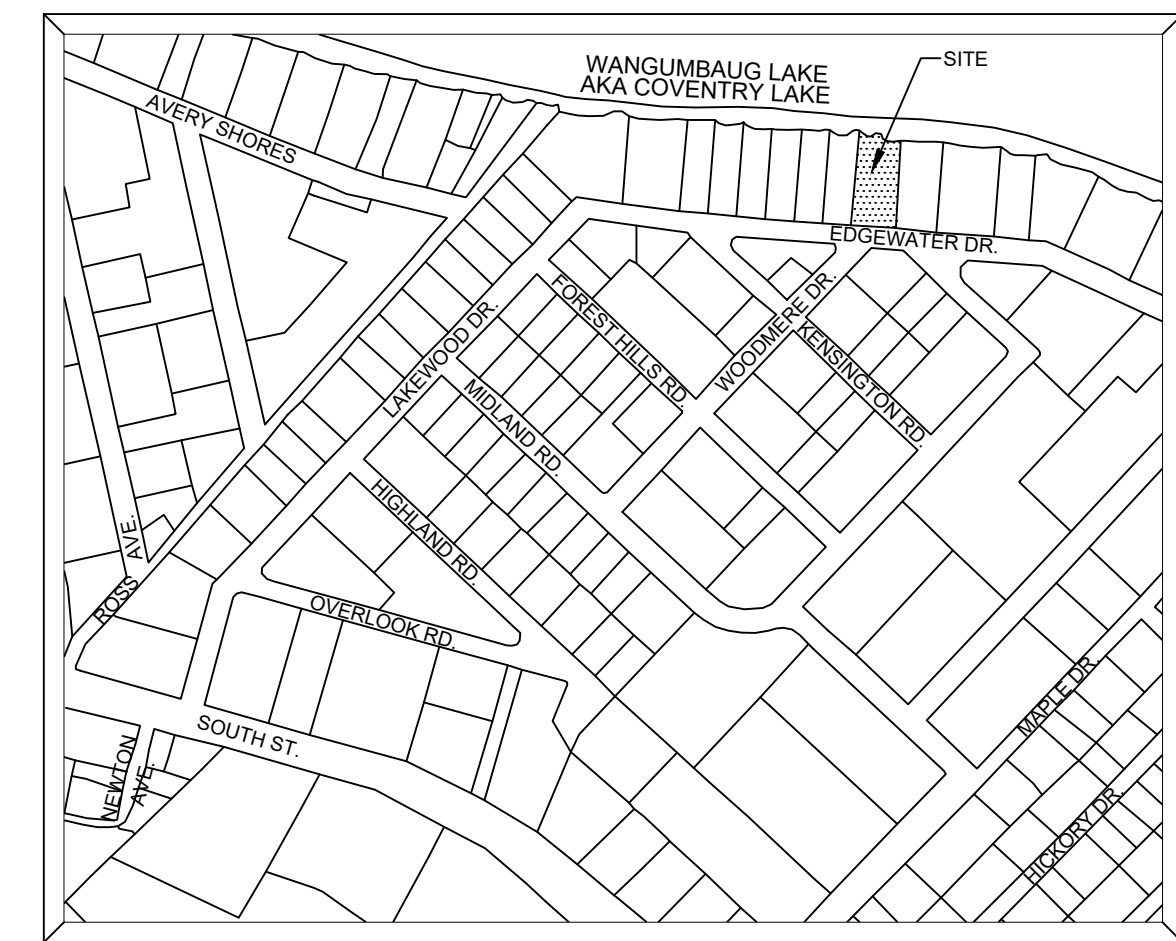 WANGUMBAUG LAKE
AKA COVENTRY LAKE
SITE
AVERY SHORES
EDGEWATER DR.
FOREST HILLS RD.
WOODMERE DR.
KENSINGTON RD.
LAKEWOOD DR.
MIDLAND RD.
HIGHLAND RD.
ROSS AVE.
OVERLOOK RD.
MAPLE DR.
SOUTH ST.
NEWTON
AVE.
HICKORY DR.